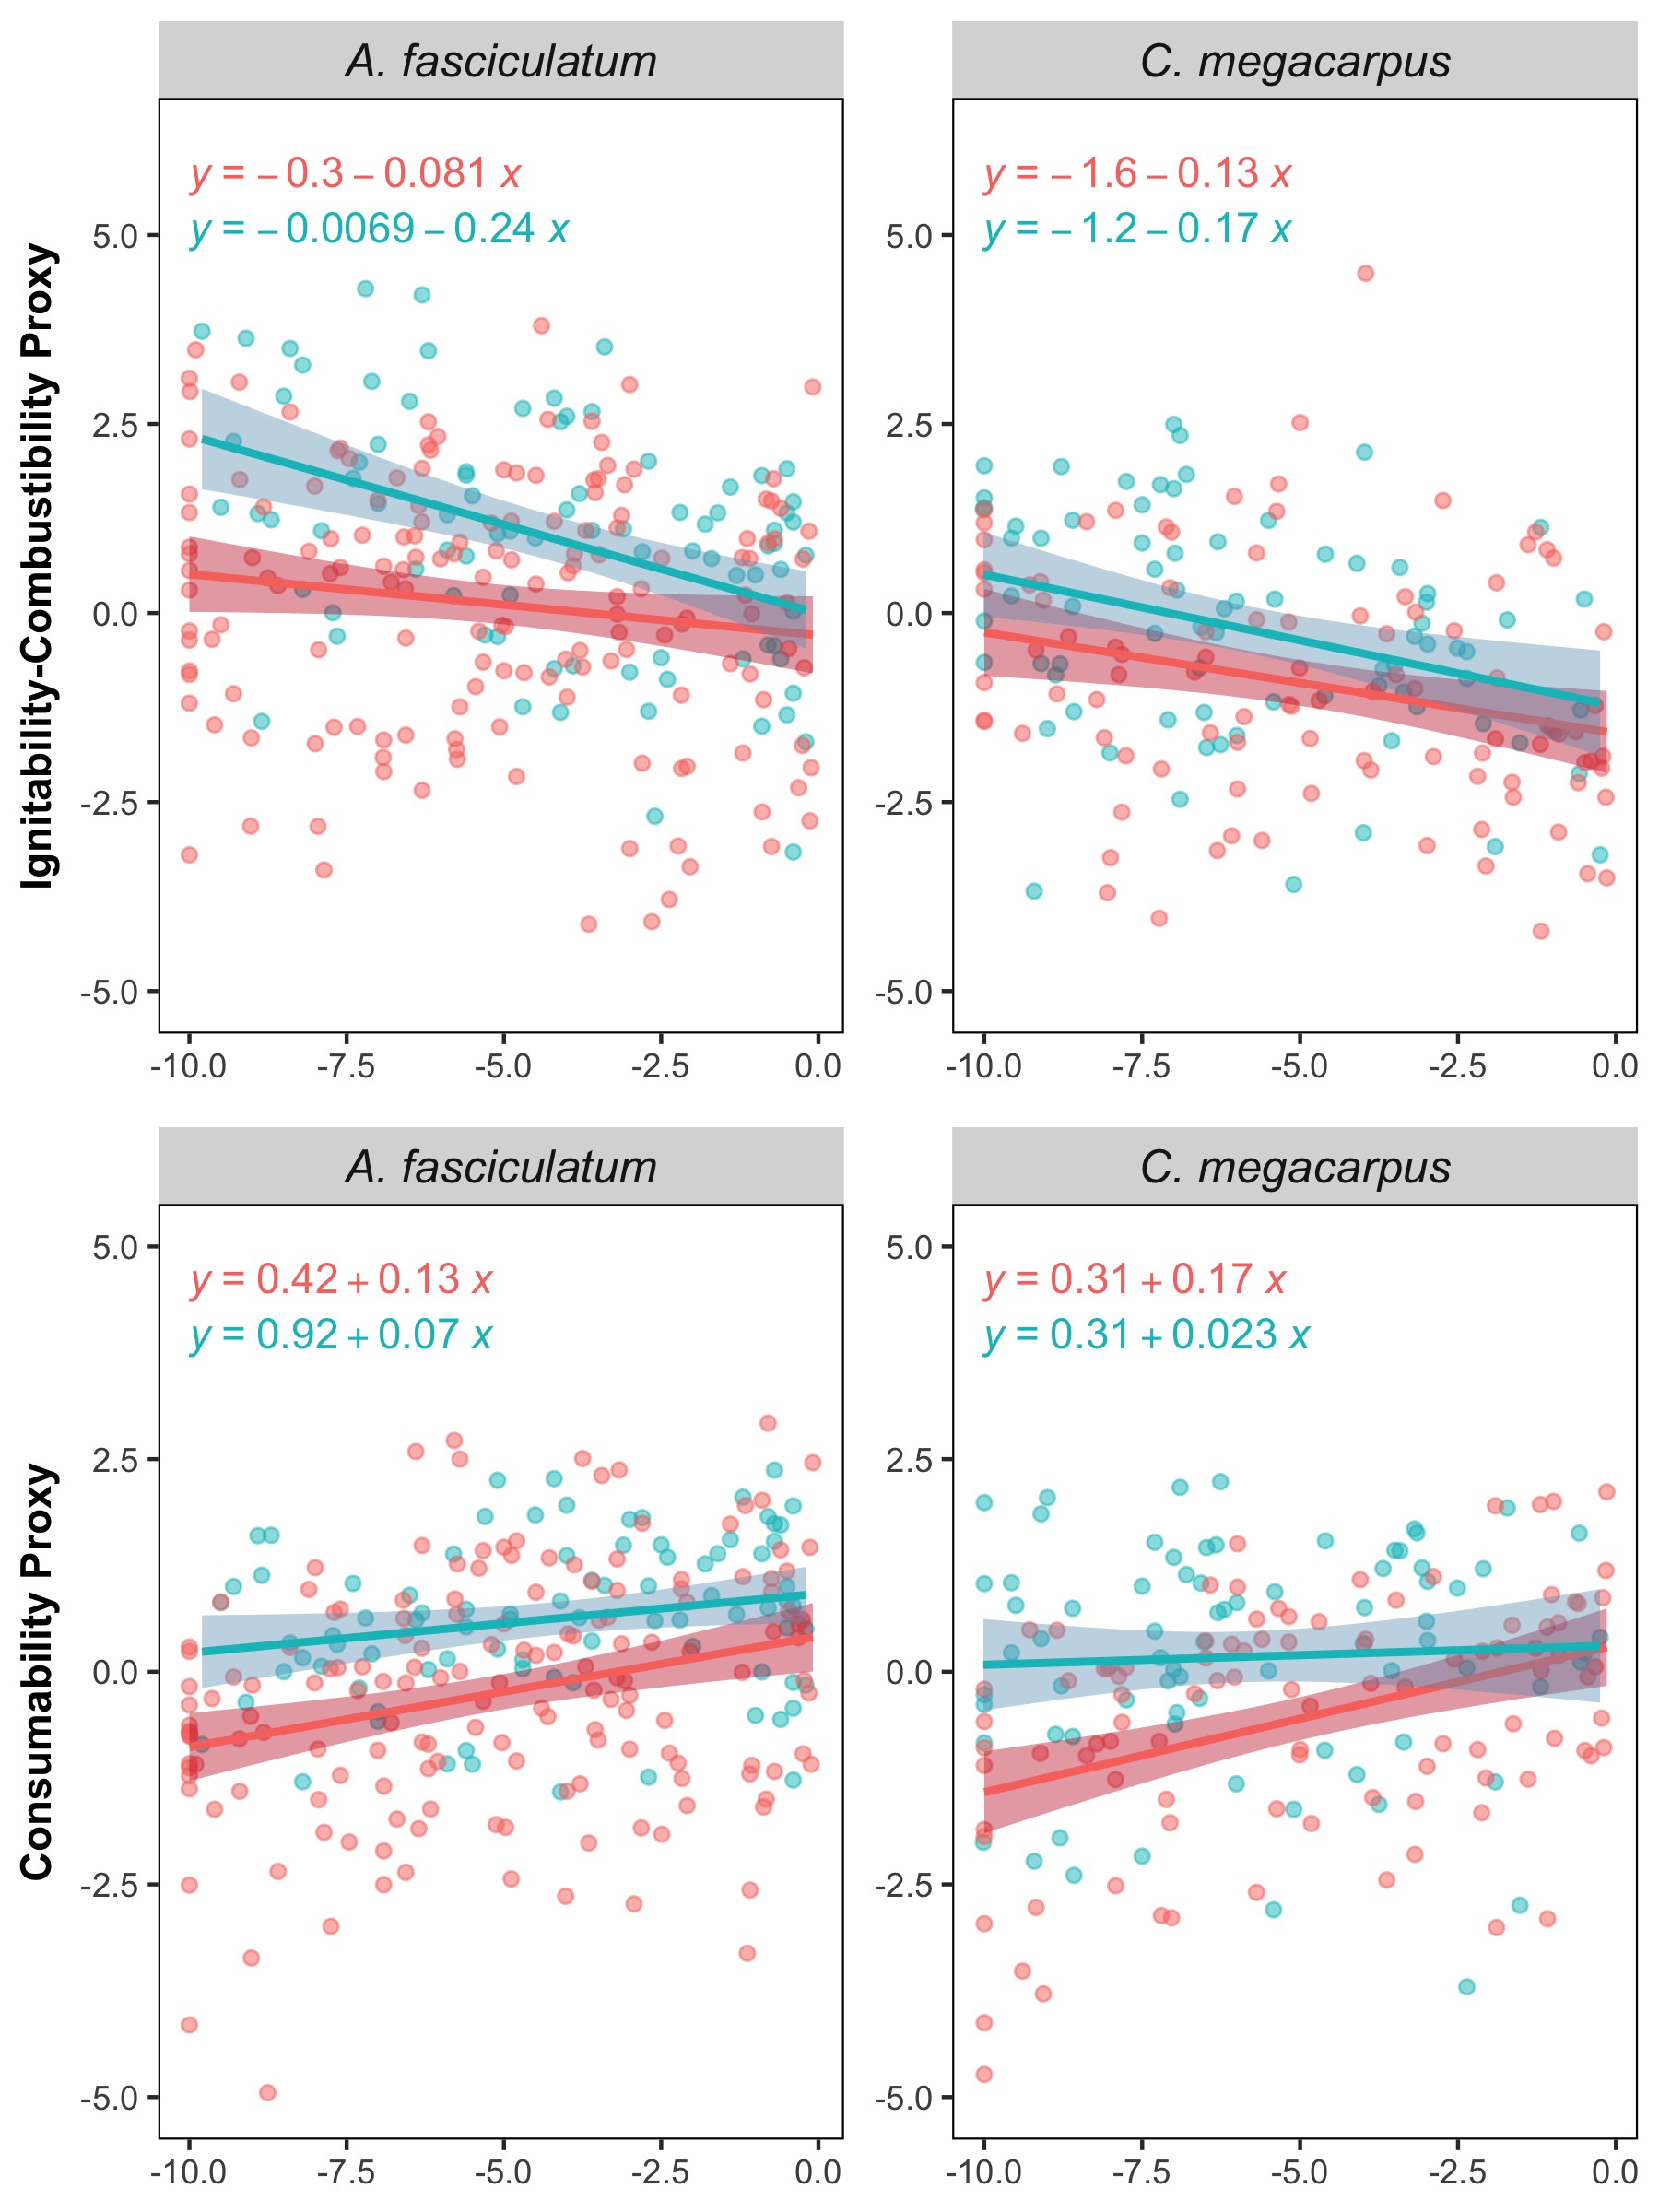 A. fasciculatum
C. megacarpus
Ignitability-Combustibility Proxy
y = – 0.3 – 0.081 x
y = – 0.0069 – 0.24 x
y = – 1.6 – 0.13 x
y = – 1.2 – 0.17 x
5.0
2.5
0.0
-2.5
-5.0
5.0
2.5
0.0
-2.5
-5.0
-10.0 -7.5 -5.0 -2.5 0.0
-10.0 -7.5 -5.0 -2.5 0.0
A. fasciculatum
C. megacarpus
Consumability Proxy
y = 0.42 + 0.13 x
y = 0.92 + 0.07 x
y = 0.31 + 0.17 x
y = 0.31 + 0.023 x
5.0
2.5
0.0
-2.5
-5.0
5.0
2.5
0.0
-2.5
-5.0
-10.0 -7.5 -5.0 -2.5 0.0
-10.0 -7.5 -5.0 -2.5 0.0